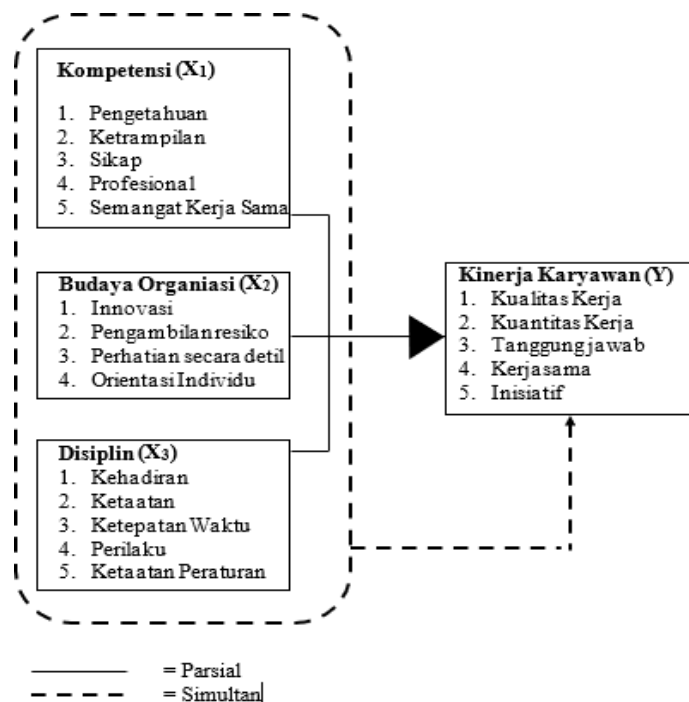 Kompetensi (X1)
1. Pengetahuan
2. Ketrampilan
3. Sikap
4. Profesional
5. Semangat Kerja Sama
Budaya Organiasi (X2)
1. Innovasi
2. Pengambilan resiko
3. Perhatian secara detil
4. Orientasi Individu
Disiplin (X3)
1. Kehadiran
2. Ketaatan
3. Ketepatan Waktu
4. Perilaku
5. Ketaatan Peraturan
Kinerja Karyawan (Y)
1. Kualitas Kerja
2. Kuantitas Kerja
3. Tanggung jawab
4. Kerjasama
5. Inisiatif
= Parsial
= Simultan